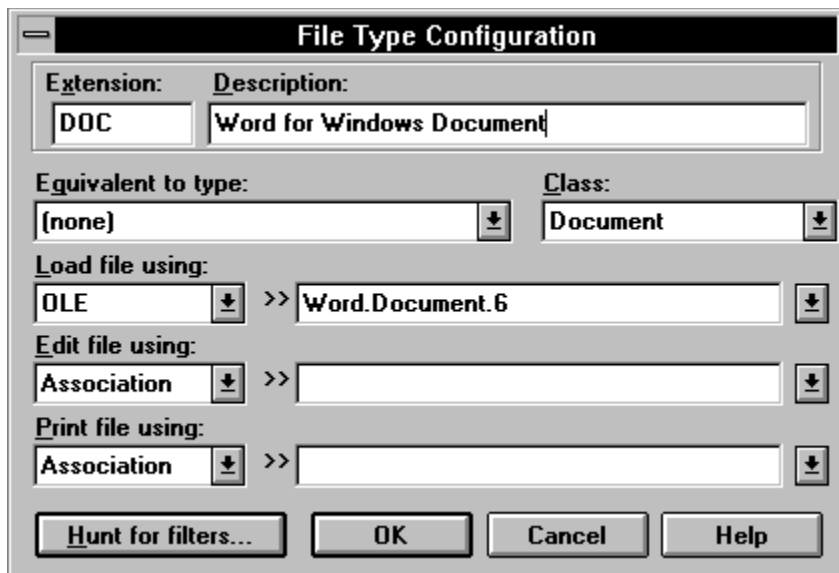 File Type Configuration
Extension: Description:
DOC Word for Windows Document
Equivalent to type: Class:
(none) Document
Load file using:
OLE >> Word.Document.6
Edit file using:
Association >>
Print file using:
Association >>
Hunt for filters... OK Cancel Help